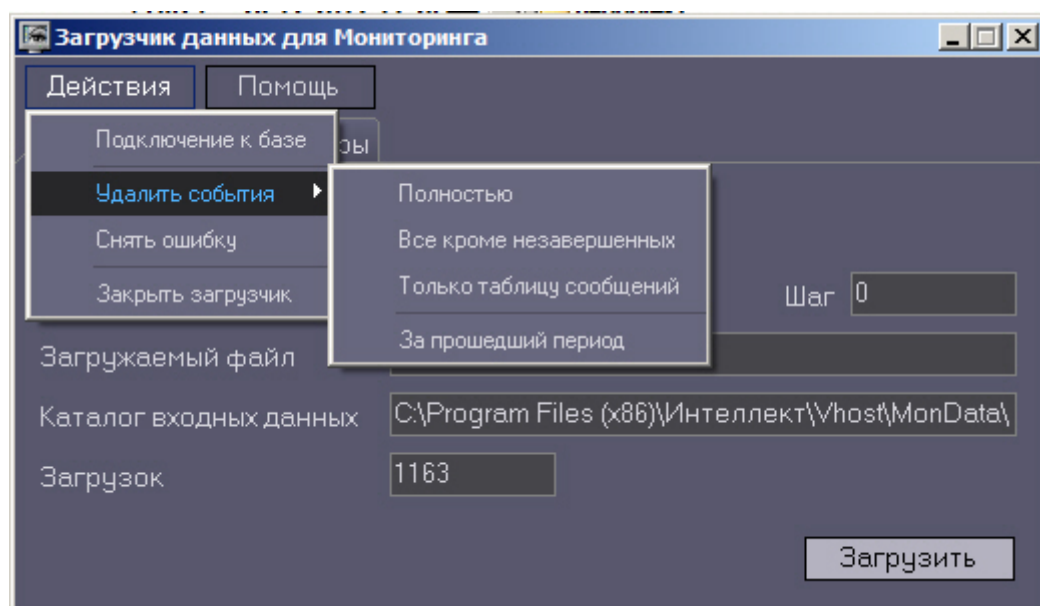 Загрузчик данных для Мониторинга
Действия Помощь
Подключение к базе
Удалить события
Полностью
Снять ошибку
Все кроме незавершенных
Только таблицу сообщений
Закрыть загрузчик
Шаг 0
За прошедший период
Загружаемый файл
Каталог входных данных C:\Program Files (x86)\Интеллект\Vhost\MonData\
Загрузок 1163
Загрузить